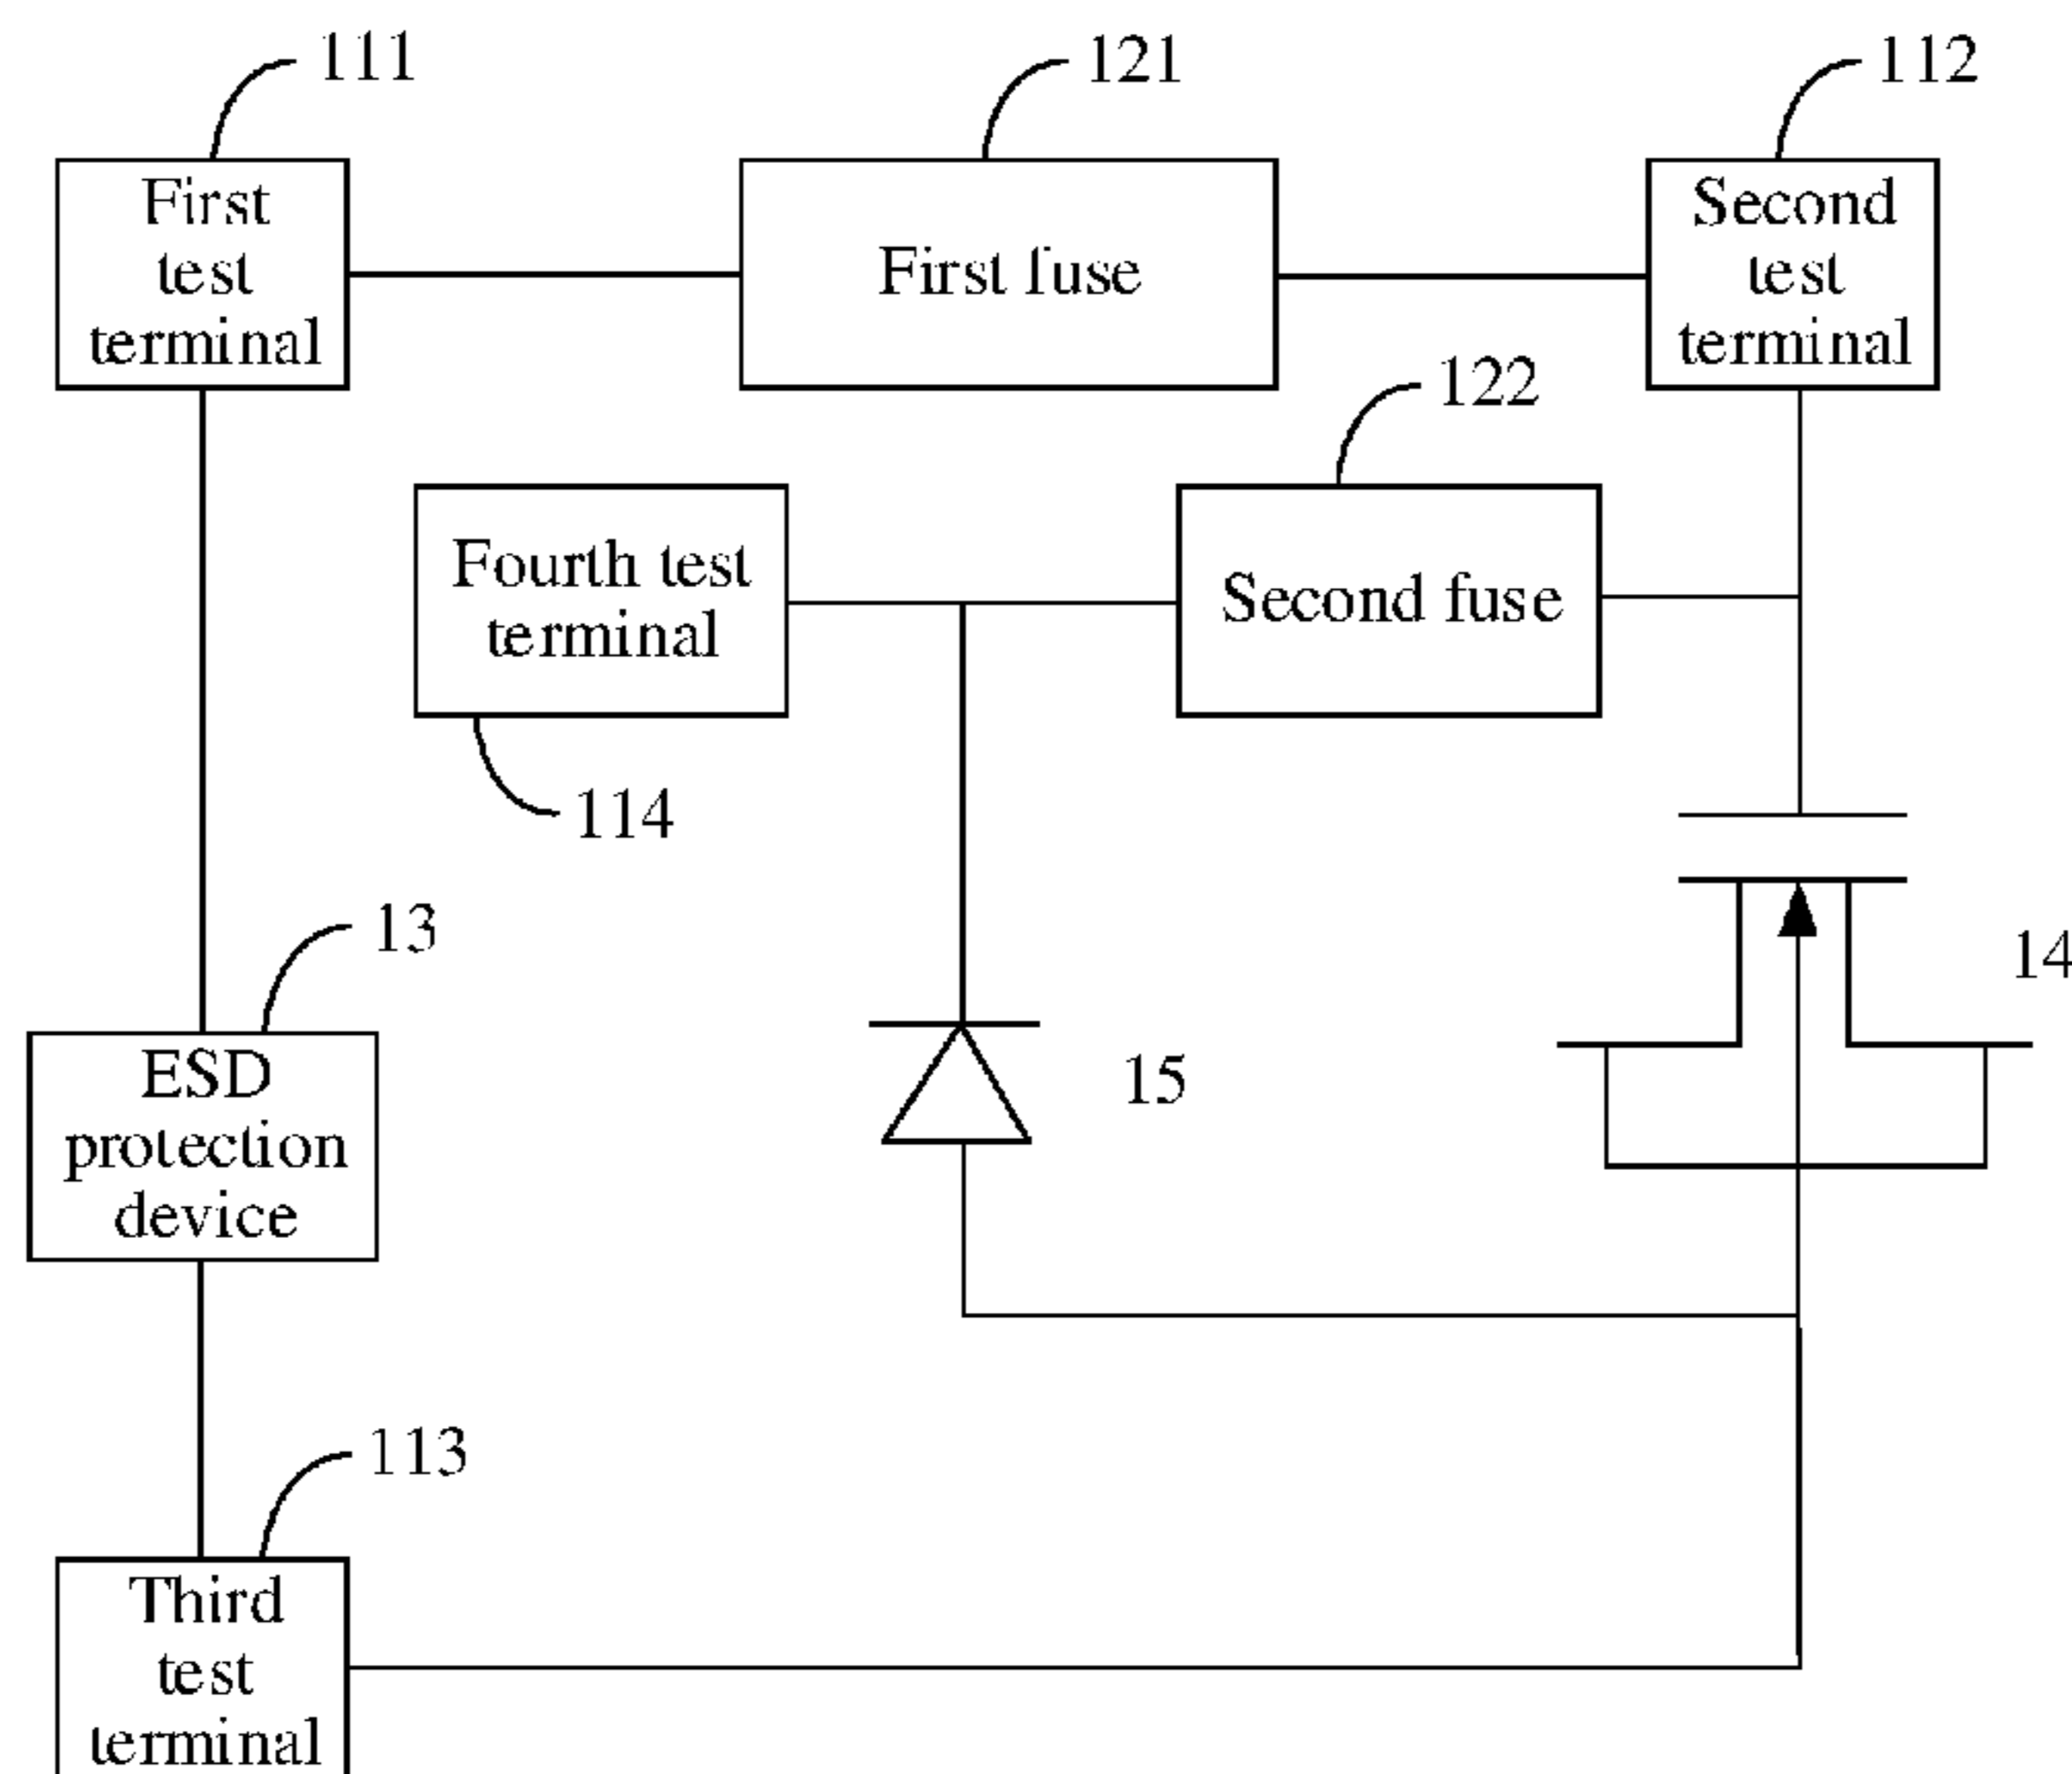 111
121
112
First
test
terminal
First fuse
Second
test
terminal
122
Fourth test
terminal
Second fuse
114
13
14
ESD
protection
device
15
113
Third
test
terminal